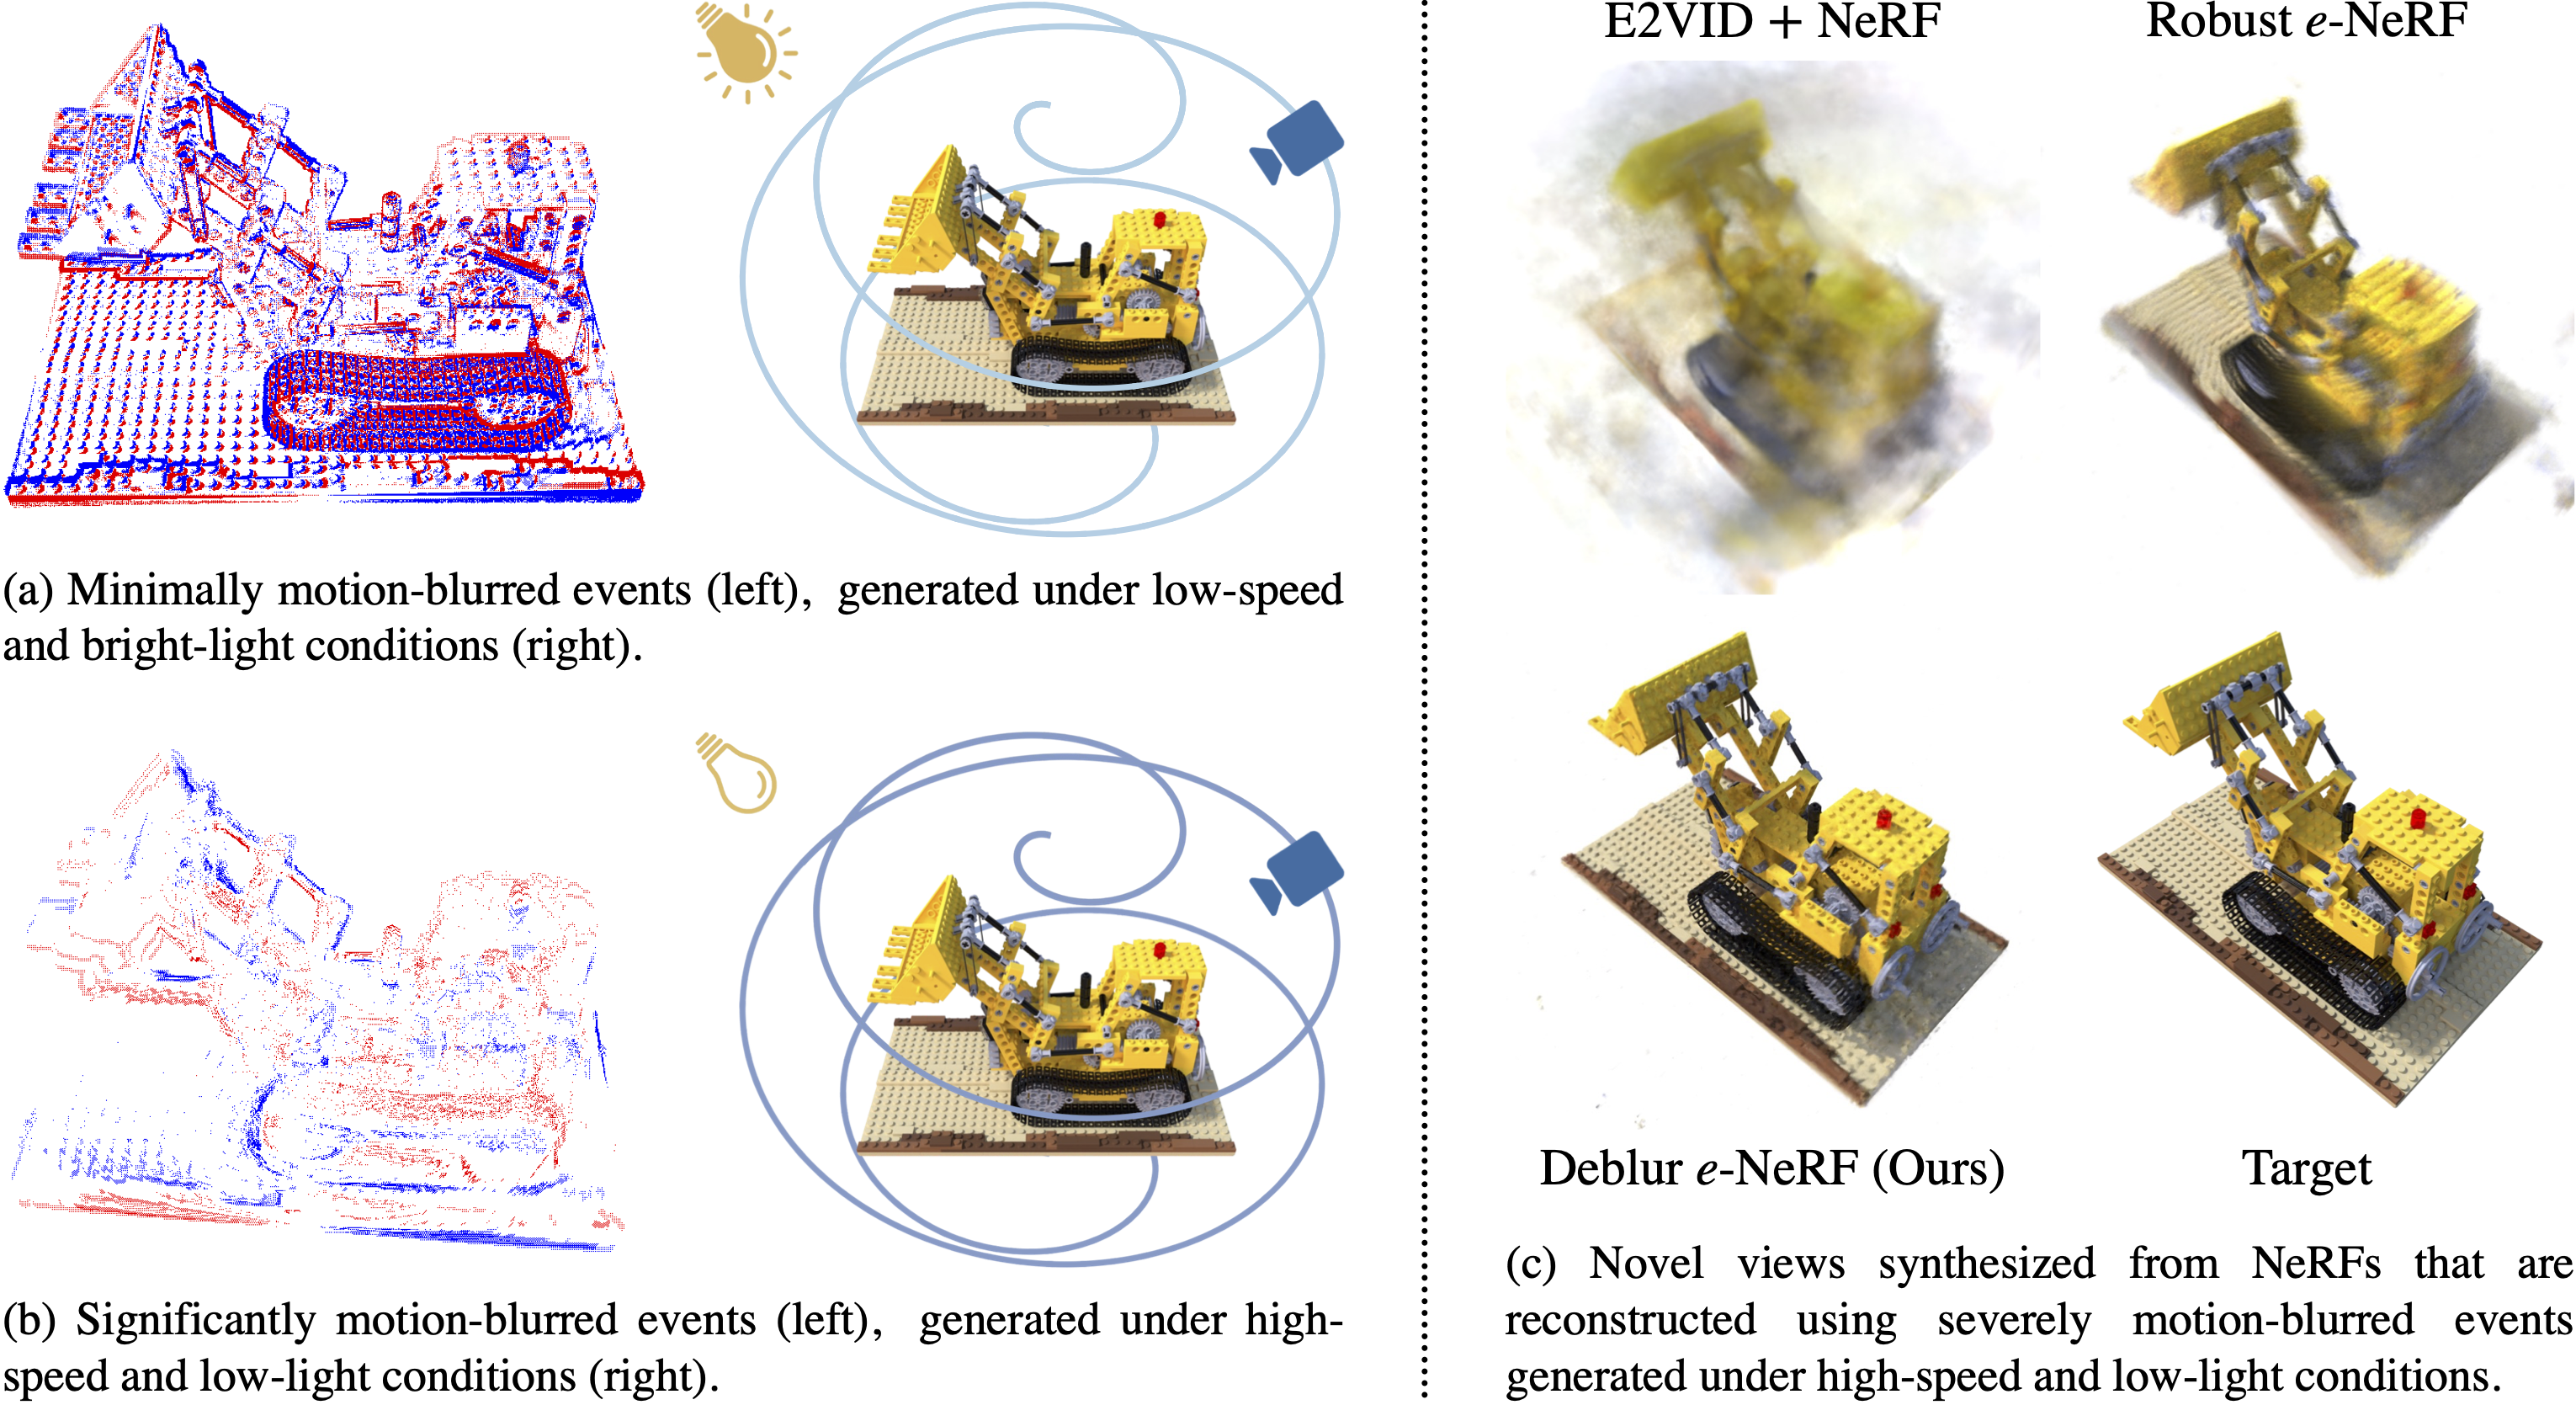 (a) Minimally motion-blurred events (left), generated under low-speed
and bright-light conditions (right).
(b) Significantly motion-blurred events (left), generated under high-
speed and low-light conditions (right).
E2VID + NeRF
Robust e-NeRF
Deblur e-NeRF (Ours)
Target
(c) Novel views synthesized from NeRFs that are
reconstructed using severely motion-blurred events
generated under high-speed and low-light conditions.